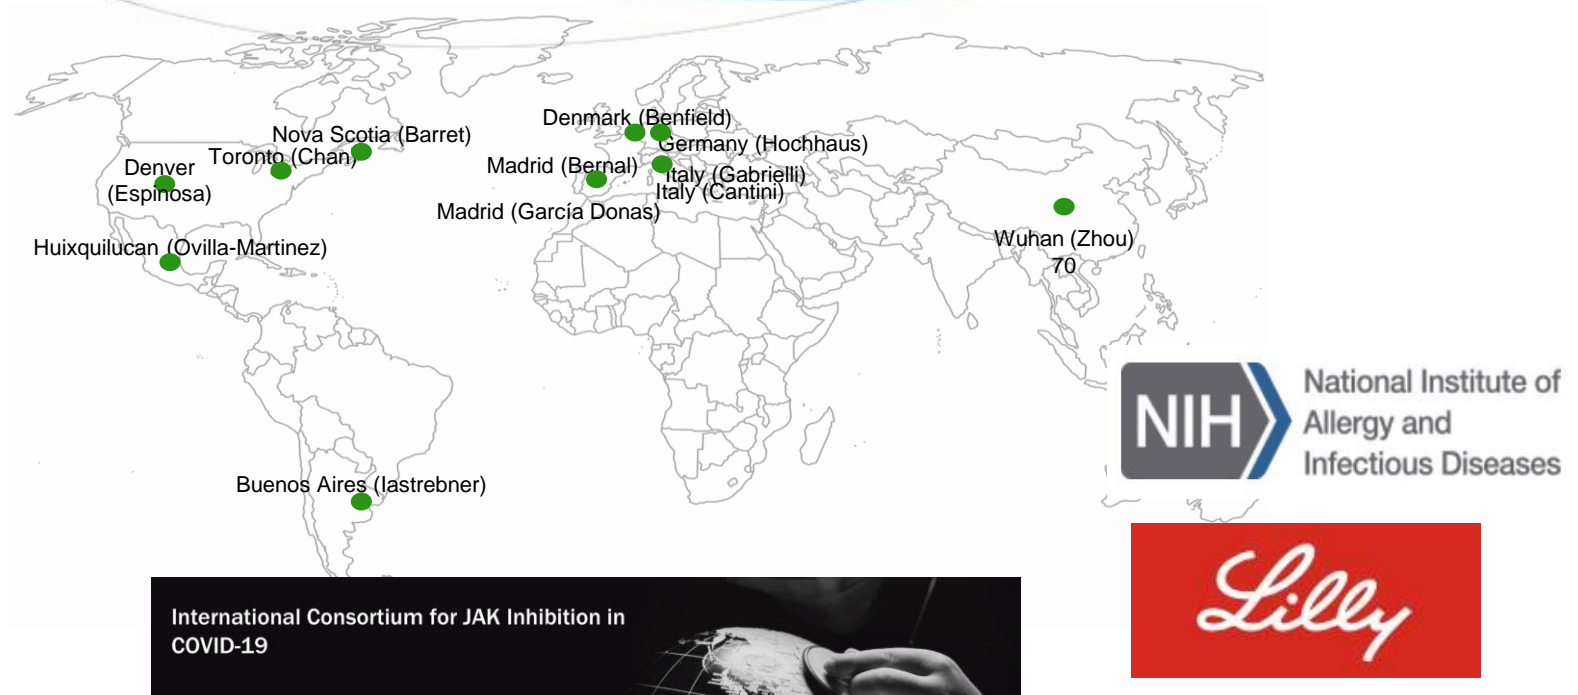 Denmark (Benfield)
Nova Scotia (Barret)
Germany (Hochhaus)
Toronto (Chan)
Denver
(Espinosa)
Madrid (Bernal)
Italy (Gabrielli)
Italy (Cantini)
Madrid (García Donas)
Huixquilucan (Ovilla-Martinez)
Wuhan (Zhou)
70
NIH
National Institute of
Allergy and
Infectious Diseases
Buenos Aires (Iastrebner)
Lilly
International Consortium for JAK Inhibition in
COVID-19